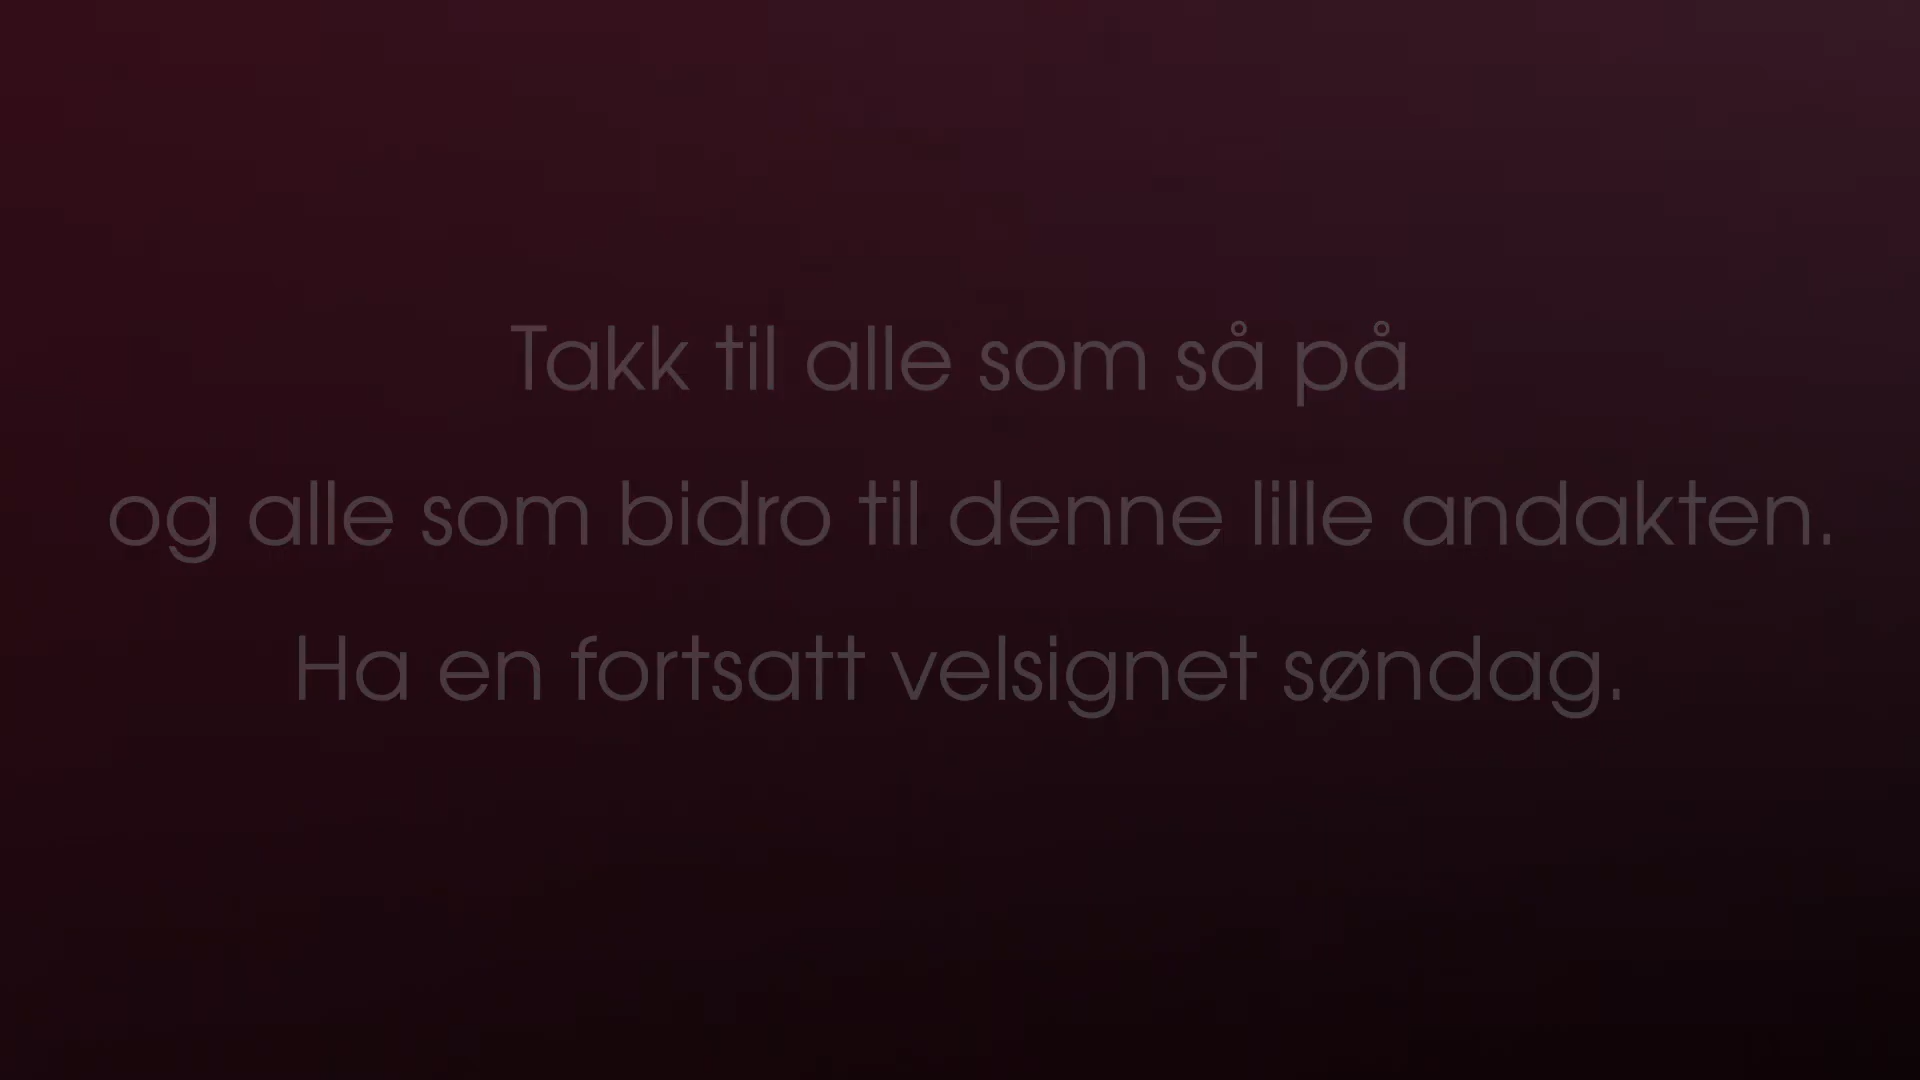 Takk til alle som så på
og alle som bidro til denne lille andakten.
Ha en fortsatt velsignet søndag.